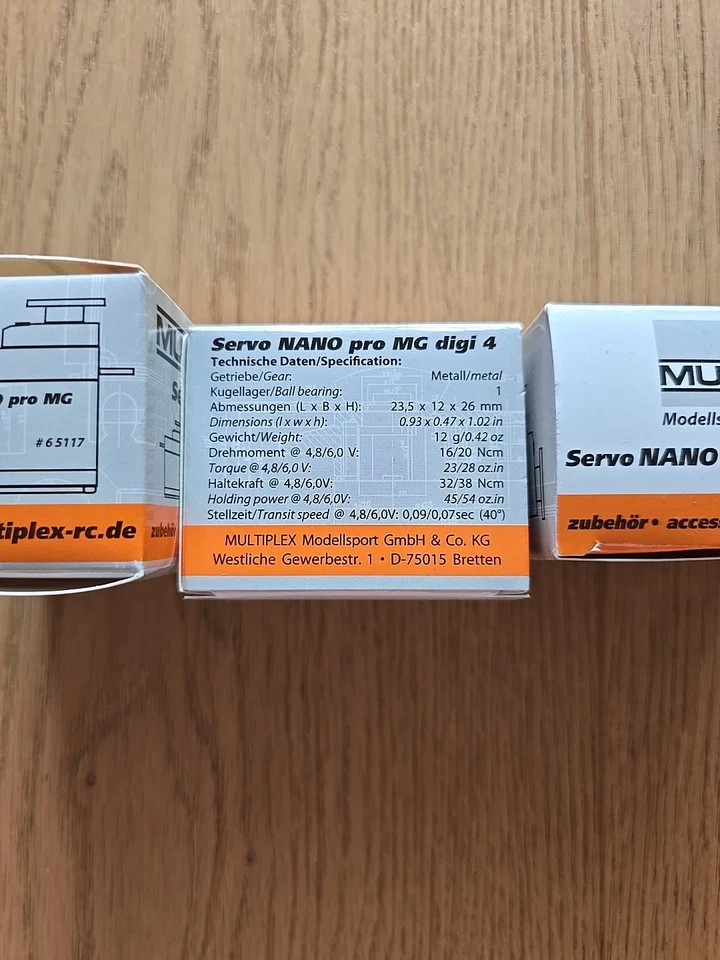 pro MG
# 6 5117
tiplex-rc.de
MU
zubehör
Servo NANO pro MG digi 4
Technische Daten/Specification:
Getriebe/Gear: Metall/metal
Kugellager/Ball bearing: 1
Abmessungen (L x B x H): 23,5 x 12 x 26 mm
Dimensions (l x w x h): 0.93 x 0.47 x 1.02 in
Gewicht/Weight: 12 g/0.42 oz
Drehmoment @ 4,8/6,0 V: 16/20 Ncm
Torque @ 4,8/6,0 V: 23/28 oz.in
Haltekraft @ 4,8/6,0V: 32/38 Ncm
Holding power @ 4,8/6,0V: 45/54 oz.in
Stellzeit/Transit speed @ 4,8/6,0V: 0,09/0,07sec (40°)
MULTIPLEX Modellsport GmbH & Co. KG
Westliche Gewerbestr. 1 • D-75015 Bretten
MU
Modells
Servo NANO
zubehör • access